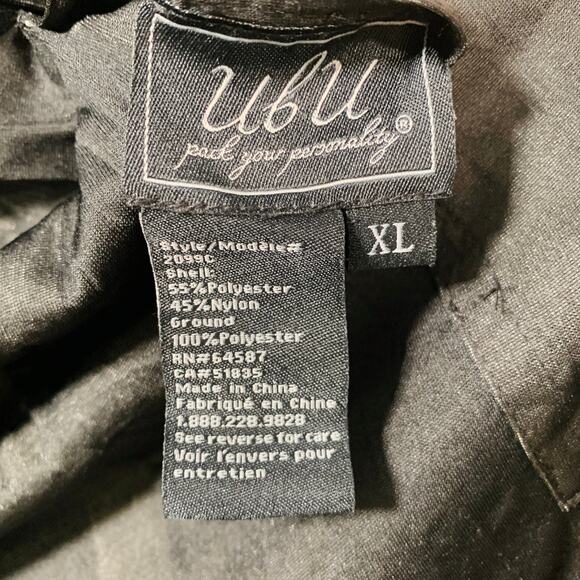 UbU
pack your personality®
XL
Style/Modèle#
2099C
Shell:
55%Polyester
45%Nylon
Ground
100%Polyester
RN#64587
CA#51835
Made in China
Fabriqué en Chine
1.888.228.9828
See reverse for care
Voir l'envers pour
entretien